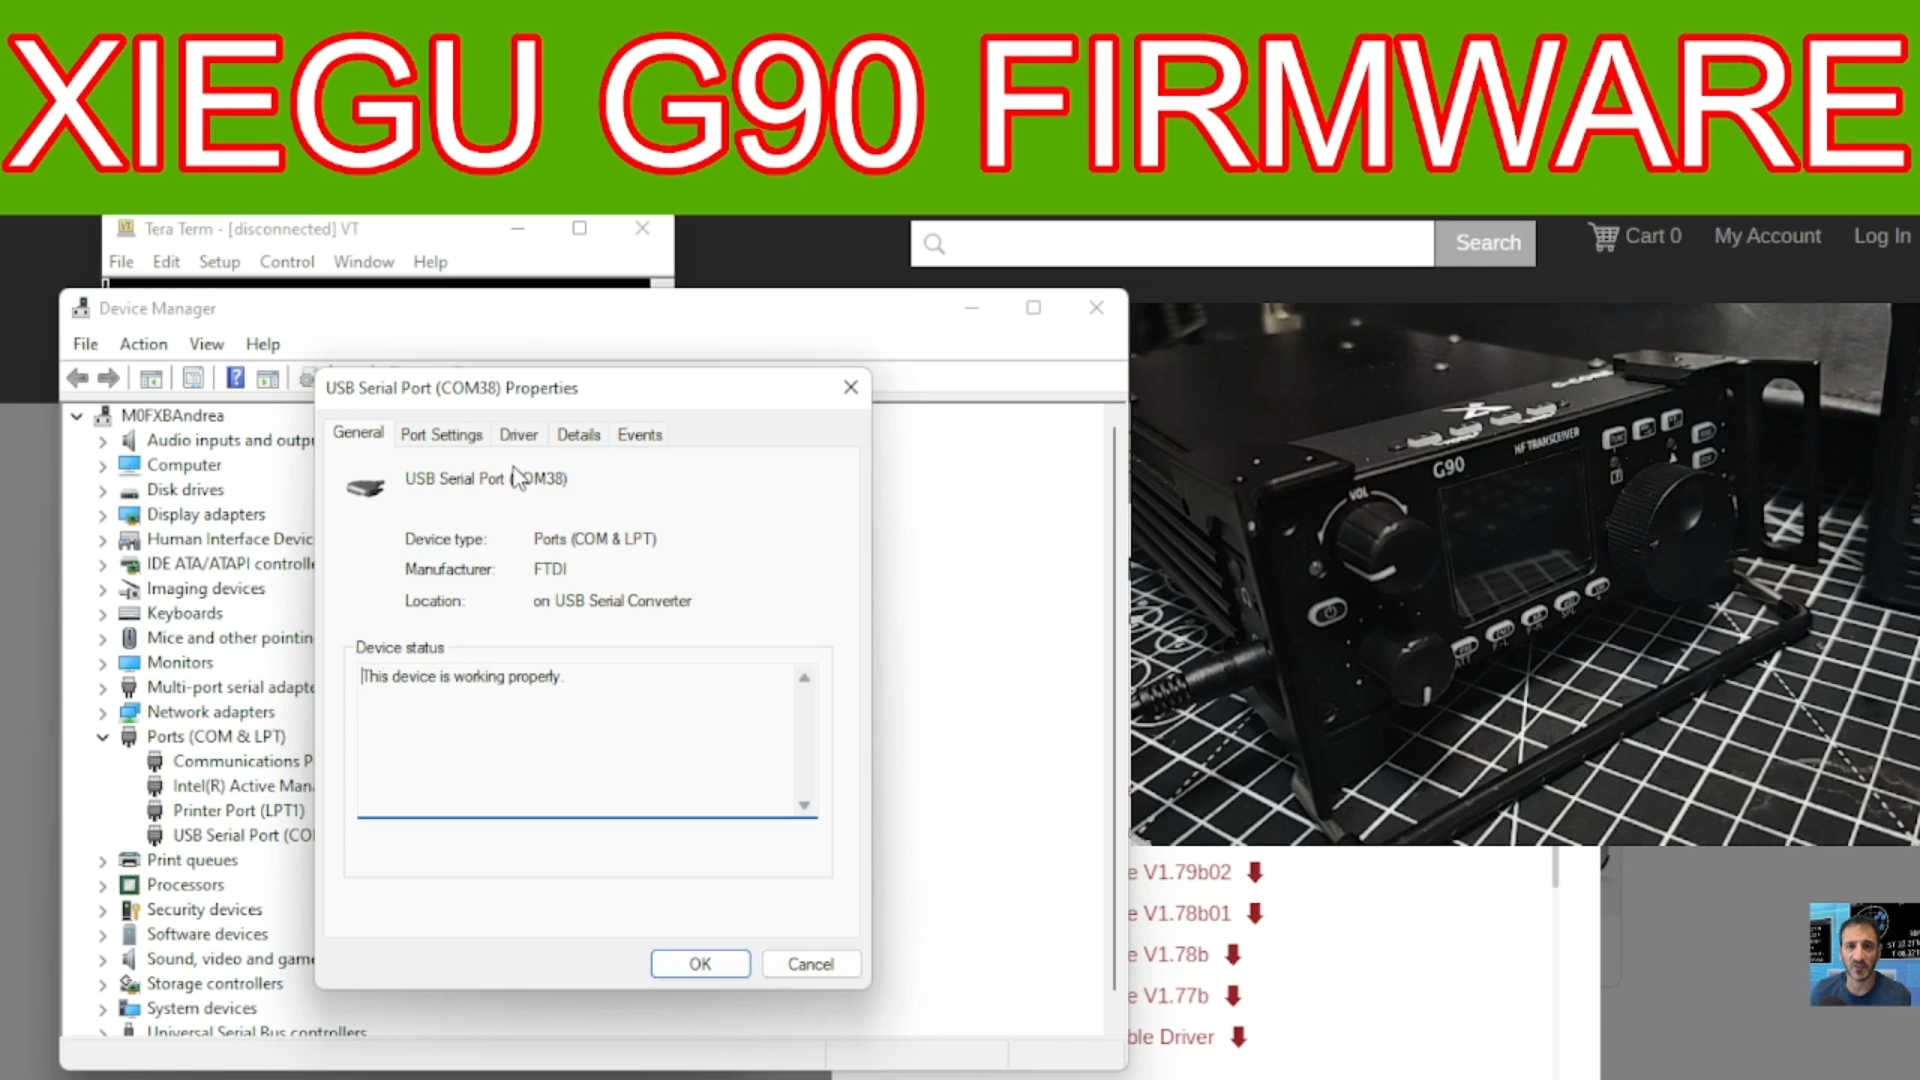 XIEGU G90 FIRMWARE
Tera Term - [disconnected] VT
File Edit Setup Control Window Help
Search
Cart 0 My Account Log In
Device Manager
File Action View Help
USB Serial Port (COM38) Properties
General Port Settings Driver Details Events
USB Serial Port (COM38)
Device type: Ports (COM & LPT)
Manufacturer: FTDI
Location: on USB Serial Converter
Device status
This device is working properly.
OK Cancel
M0FXBAndrea
Audio inputs and outpu
Computer
Disk drives
Display adapters
Human Interface Devic
IDE ATA/ATAPI controlle
Imaging devices
Keyboards
Mice and other pointin
Monitors
Multi-port serial adapte
Network adapters
Ports (COM & LPT)
Communications P
Intel(R) Active Man
Printer Port (LPT1)
USB Serial Port (CO
Print queues
Processors
Security devices
Software devices
Sound, video and game
Storage controllers
System devices
Universal Serial Bus controllers
HF TRANSCEIVER
G90
VOL
ATT
e V1.79b02
e V1.78b01
e V1.78b
e V1.77b
ble Driver